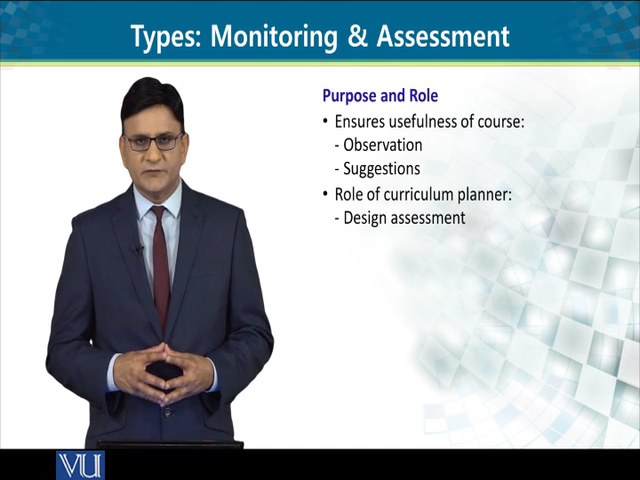 Types: Monitoring & Assessment
Purpose and Role
• Ensures usefulness of course:
- Observation
- Suggestions
• Role of curriculum planner:
- Design assessment
VU